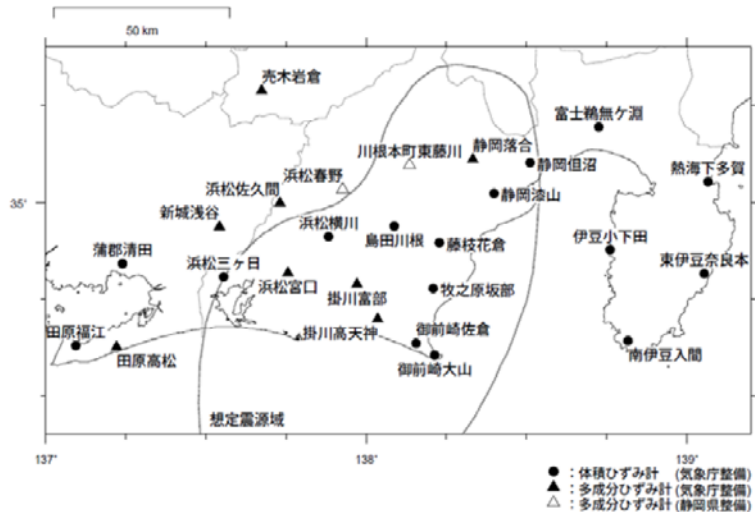 50 km
売木岩倉
富士鵜無ケ淵
川根本町東藤川
静岡落合
静岡但沼
浜松春野
熱海下多賀
浜松佐久間
静岡漆山
35˚
新城浅谷
浜松横川
島田川根
藤枝花倉
伊豆小下田
蒲郡清田
浜松三ヶ日
東伊豆奈良本
浜松宮口
掛川富部
牧之原坂部
田原福江
掛川高天神
御前崎佐倉
田原高松
御前崎大山
南伊豆入間
想定震源域
137˚
138˚
139˚
●：体積ひずみ計 (気象庁整備)
▲：多成分ひずみ計 (気象庁整備)
△：多成分ひずみ計 (静岡県整備)